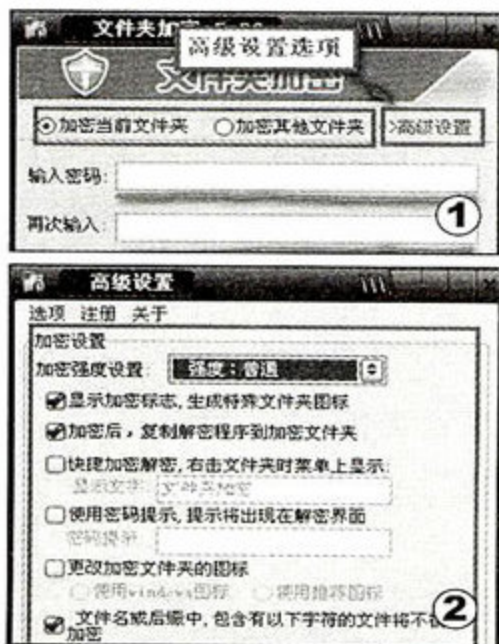 文件夹加密
高级设置选项
文件夹加密
加密当前文件夹 加密其他文件夹 >高级设置
输入密码:
再次输入:
1
高级设置
选项 注册 关于
加密设置
加密强度设置: 强度:普通
显示加密标志,生成特殊文件夹图标
加密后,复制解密程序到加密文件夹
快捷加密解密,右击文件夹时菜单上显示:
显示文字: 文件夹加密
使用密码提示,提示将出现在解密界面
密码提示:
更改加密文件夹的图标
使用windows图标 使用推荐图标
文件名或后缀中,包含有以下字符的文件将不
加密
2